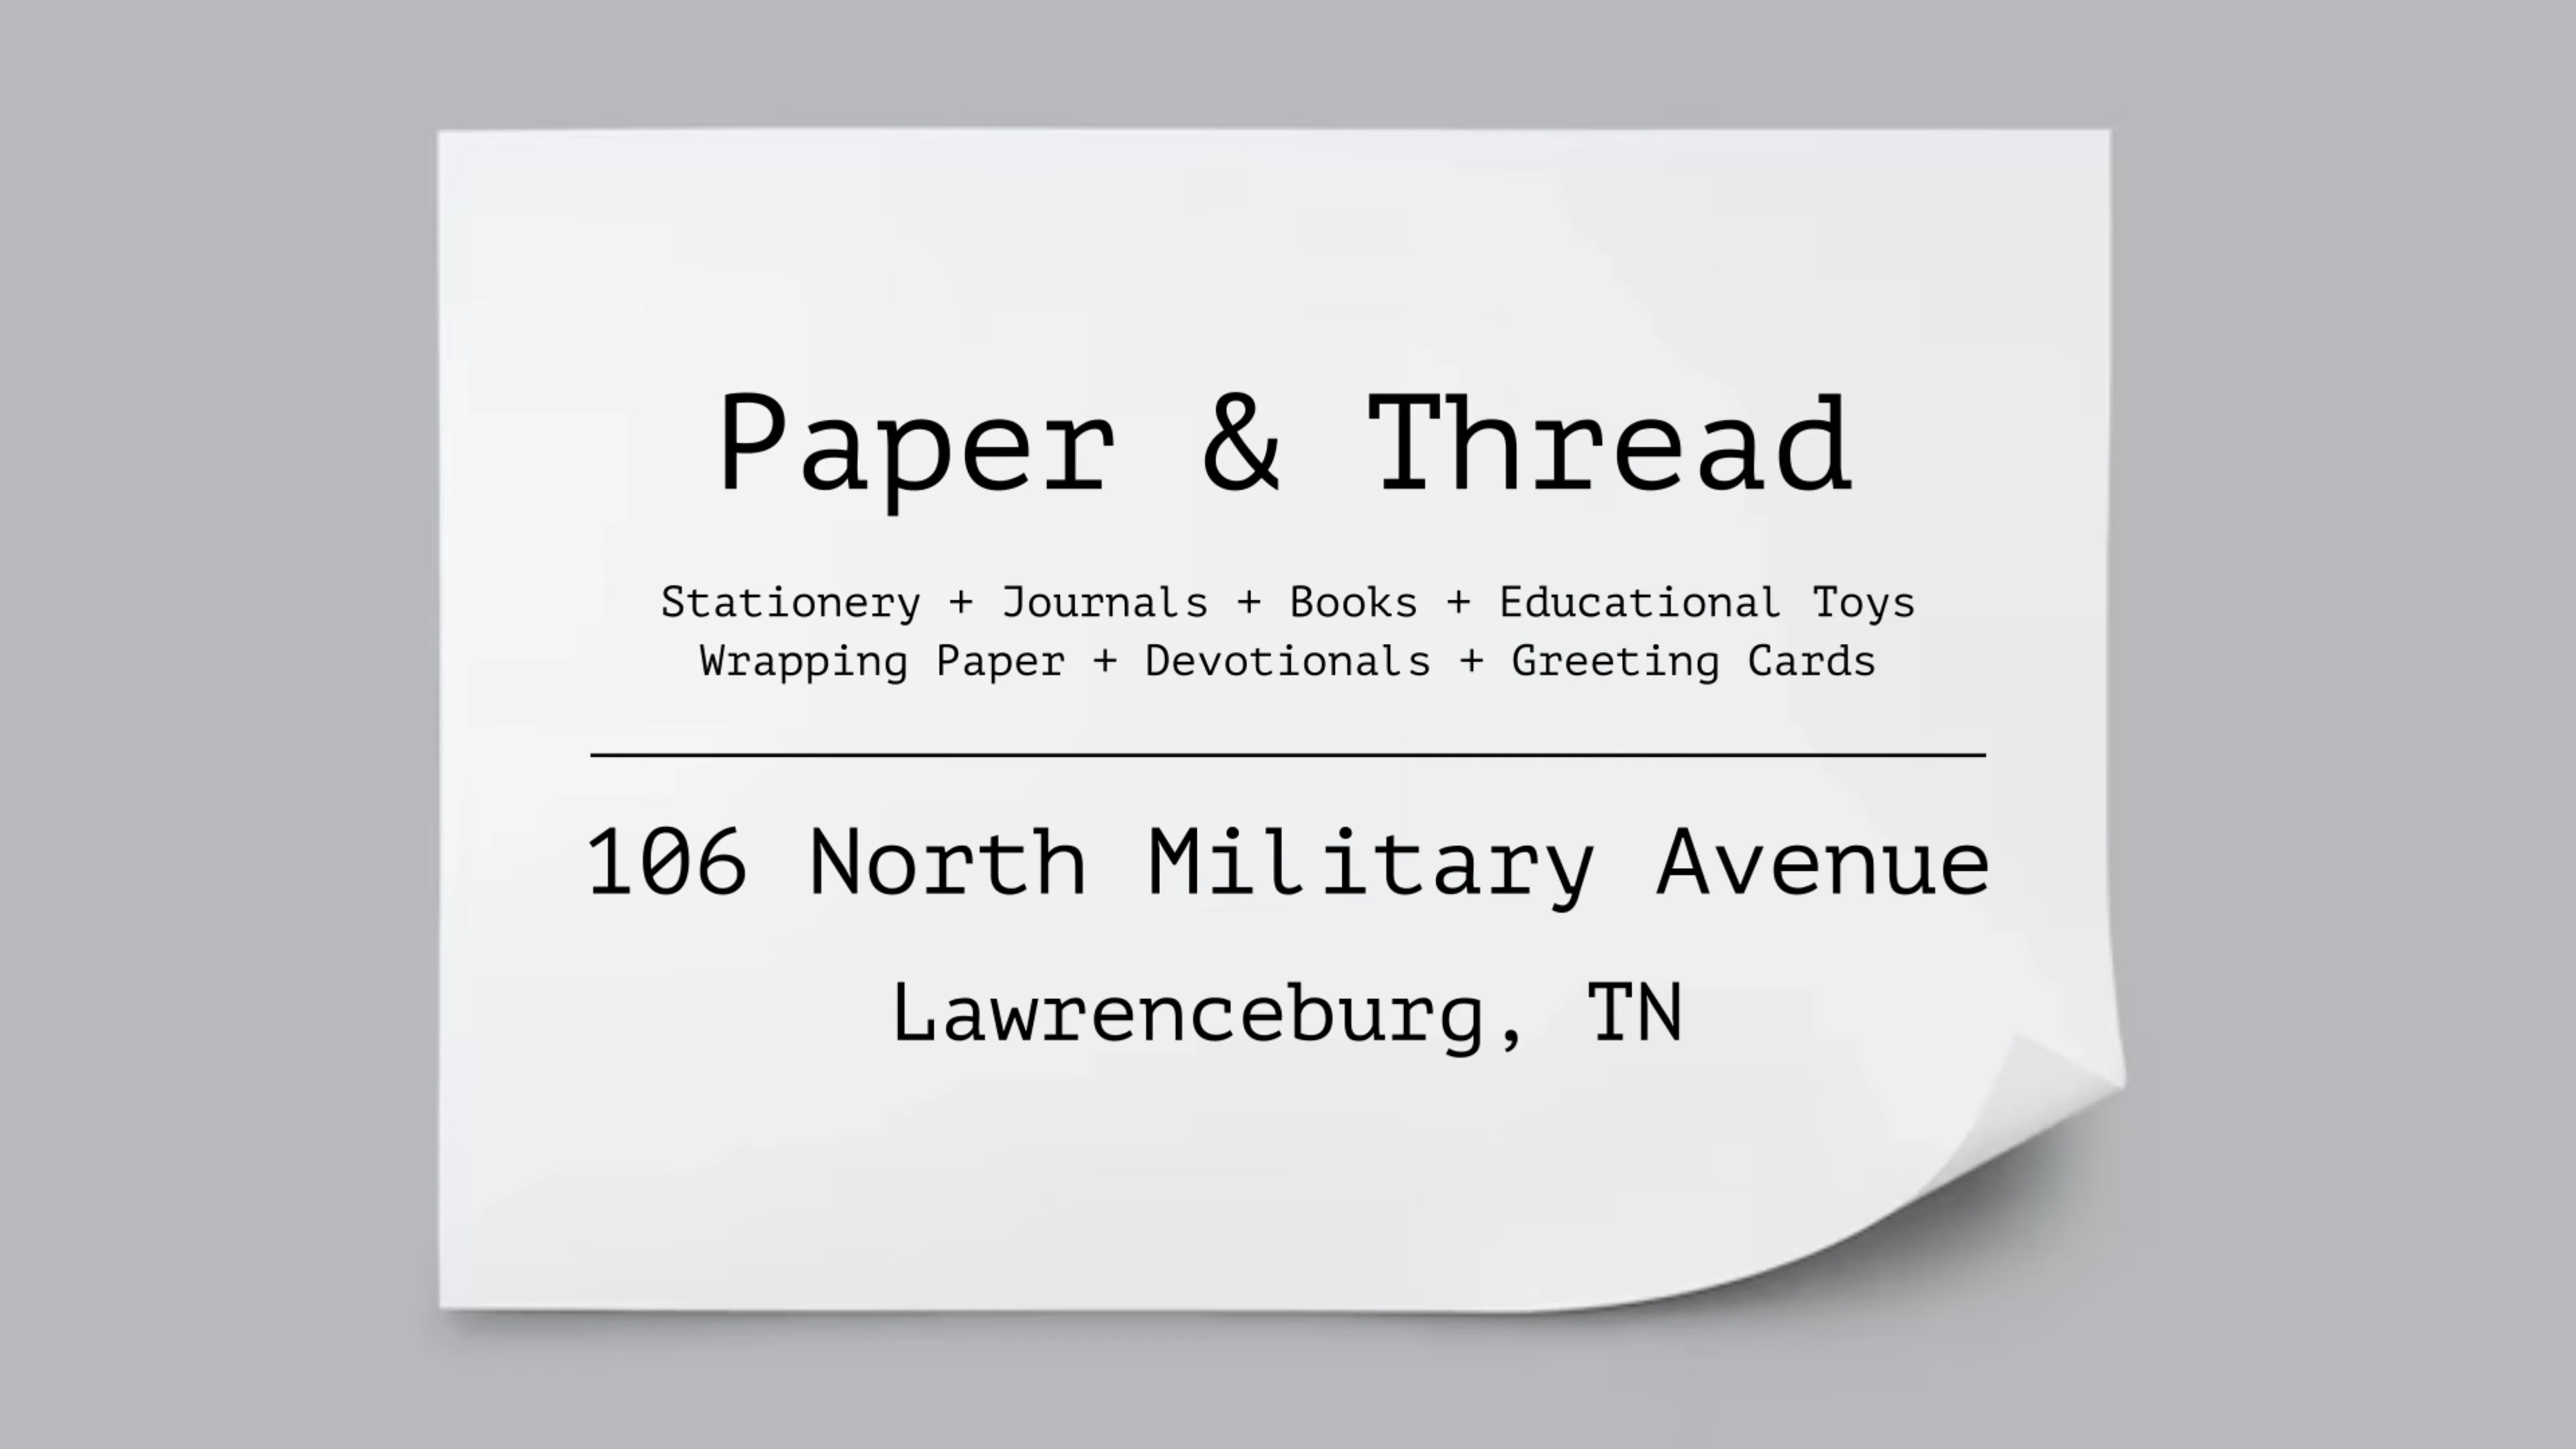 Paper & Thread
Stationery + Journals + Books + Educational Toys
Wrapping Paper + Devotionals + Greeting Cards
106 North Military Avenue
Lawrenceburg, TN